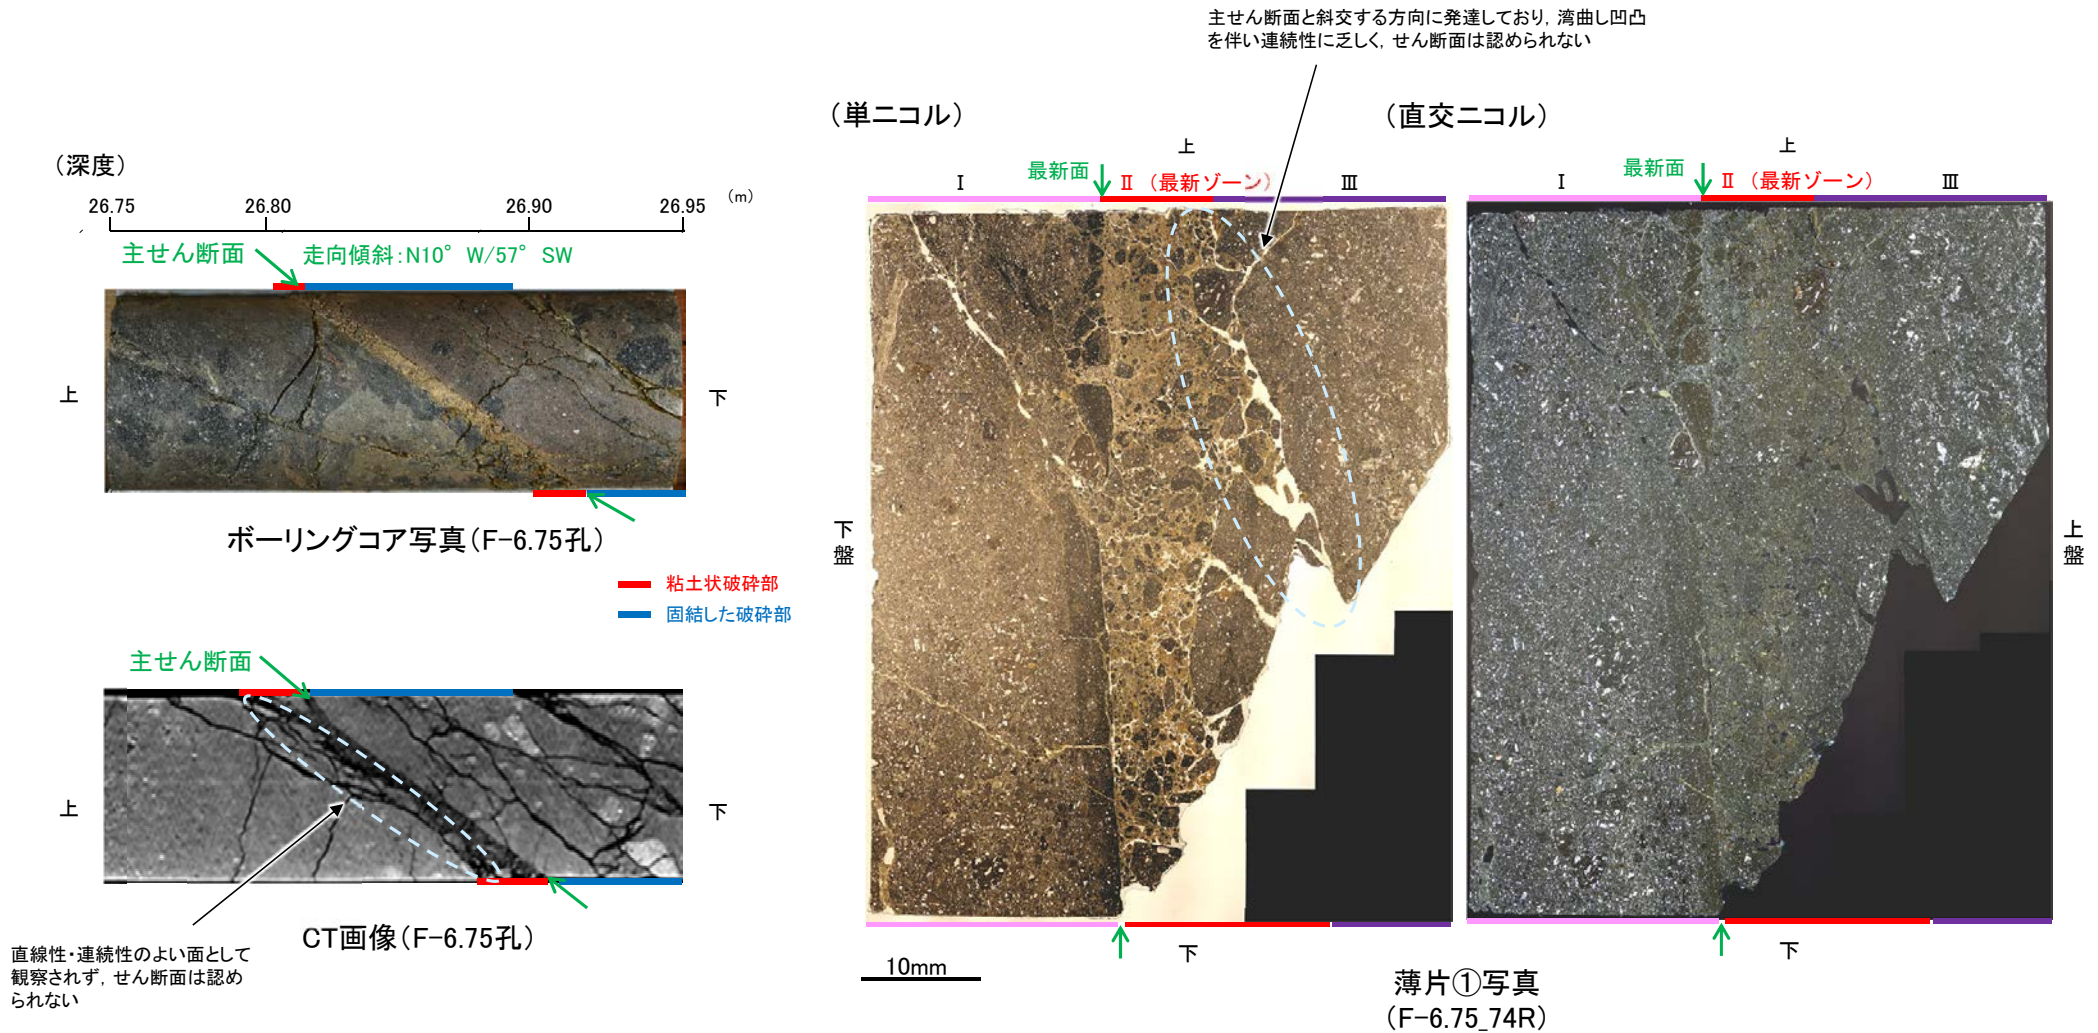 主せん断面と斜交する方向に発達しており，湾曲し凹凸
を伴い連続性に乏しく，せん断面は認められない
（単ニコル）
（直交ニコル）
上
上
最新面
Ⅰ
Ⅱ（最新ゾーン）
Ⅲ
最新面
Ⅰ
Ⅱ（最新ゾーン）
Ⅲ
（深度）
26.75
26.80
26.90
26.95
（m）
主せん断面
走向傾斜：N10°W/57°SW
上
下
ボーリングコア写真（F-6.75孔）
粘土状破砕部
固結した破砕部
下盤
上盤
主せん断面
上
下
CT画像（F-6.75孔）
直線性・連続性のよい面として
観察されず，せん断面は認め
られない
下
下
10mm
薄片①写真
（F-6.75_74R）